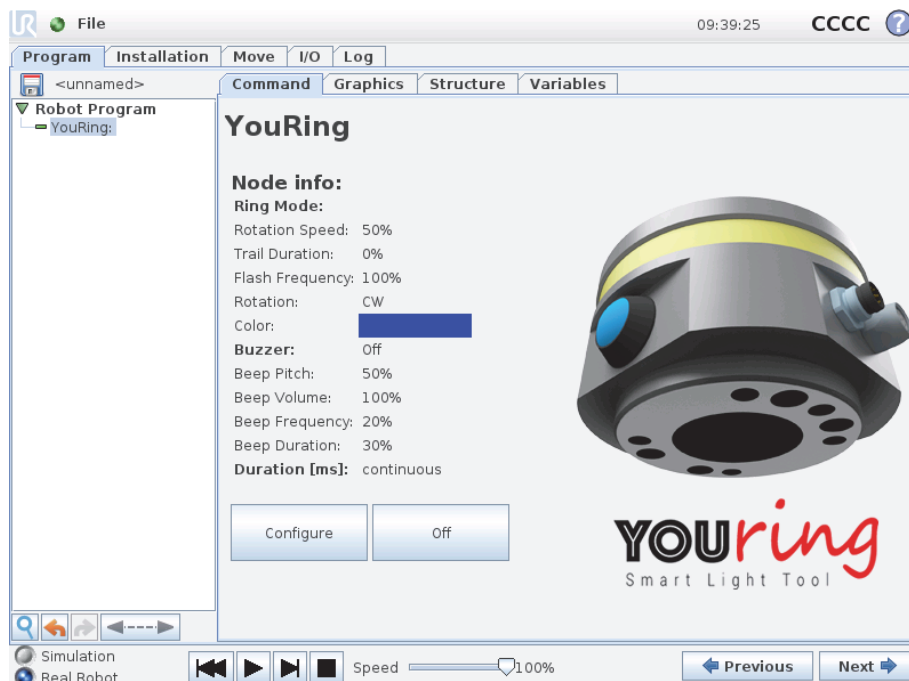 UR File 09:39:25 CCCC ?
Program Installation Move I/O Log
<unnamed> Command Graphics Structure Variables
Robot Program
YouRing:
YouRing
Node info:
Ring Mode:
Rotation Speed: 50%
Trail Duration: 0%
Flash Frequency: 100%
Rotation: CW
Color:
Buzzer: Off
Beep Pitch: 50%
Beep Volume: 100%
Beep Frequency: 20%
Beep Duration: 30%
Duration [ms]: continuous
Configure Off
YOUring
Smart Light Tool
Simulation
Real Robot
Speed 100% Previous Next